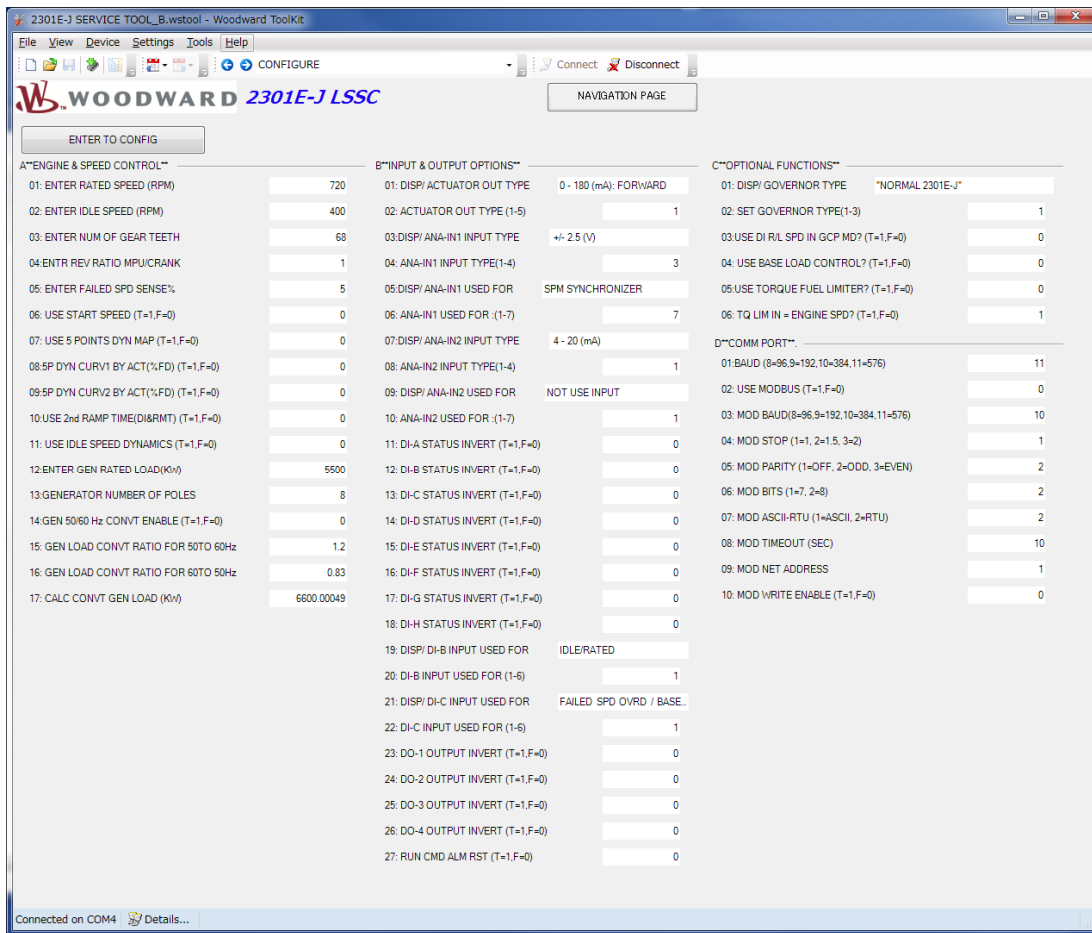 2301E-J SERVICE TOOL_B.wstool - Woodward ToolKit
File View Device Settings Tools Help
CONFIGURE
Connect Disconnect
WOODWARD 2301E-J LSSC
NAVIGATION PAGE
ENTER TO CONFIG
A**ENGINE & SPEED CONTROL**
01: ENTER RATED SPEED (RPM) 720
02: ENTER IDLE SPEED (RPM) 400
03: ENTER NUM OF GEAR TEETH 68
04:ENTR REV RATIO MPU/CRANK 1
05: ENTER FAILED SPD SENSE% 5
06: USE START SPEED (T=1,F=0) 0
07: USE 5 POINTS DYN MAP (T=1,F=0) 0
08:5P DYN CURV1 BY ACT(%FD) (T=1,F=0) 0
09:5P DYN CURV2 BY ACT(%FD) (T=1,F=0) 0
10:USE 2nd RAMP TIME(DI&RMT) (T=1,F=0) 0
11: USE IDLE SPEED DYNAMICS (T=1,F=0) 0
12:ENTER GEN RATED LOAD(KW) 5500
13:GENERATOR NUMBER OF POLES 8
14:GEN 50/60 Hz CONVT ENABLE (T=1,F=0) 0
15: GEN LOAD CONVT RATIO FOR 50TO 60Hz 1.2
16: GEN LOAD CONVT RATIO FOR 60TO 50Hz 0.83
17: CALC CONVT GEN LOAD (KW) 6600.00049
B**INPUT & OUTPUT OPTIONS**
01: DISP/ ACTUATOR OUT TYPE 0 - 180 (mA): FORWARD
02: ACTUATOR OUT TYPE (1-5) 1
03:DISP/ ANA-IN1 INPUT TYPE +/- 2.5 (V)
04: ANA-IN1 INPUT TYPE(1-4) 3
05:DISP/ ANA-IN1 USED FOR SPM SYNCHRONIZER
06: ANA-IN1 USED FOR :(1-7) 7
07:DISP/ ANA-IN2 INPUT TYPE 4 - 20 (mA)
08: ANA-IN2 INPUT TYPE(1-4) 1
09: DISP/ ANA-IN2 USED FOR NOT USE INPUT
10: ANA-IN2 USED FOR :(1-7) 1
11: DI-A STATUS INVERT (T=1,F=0) 0
12: DI-B STATUS INVERT (T=1,F=0) 0
13: DI-C STATUS INVERT (T=1,F=0) 0
14: DI-D STATUS INVERT (T=1,F=0) 0
15: DI-E STATUS INVERT (T=1,F=0) 0
16: DI-F STATUS INVERT (T=1,F=0) 0
17: DI-G STATUS INVERT (T=1,F=0) 0
18: DI-H STATUS INVERT (T=1,F=0) 0
19: DISP/ DI-B INPUT USED FOR IDLE/RATED
20: DI-B INPUT USED FOR (1-6) 1
21: DISP/ DI-C INPUT USED FOR FAILED SPD OVRD / BASE..
22: DI-C INPUT USED FOR (1-6) 1
23: DO-1 OUTPUT INVERT (T=1,F=0) 0
24: DO-2 OUTPUT INVERT (T=1,F=0) 0
25: DO-3 OUTPUT INVERT (T=1,F=0) 0
26: DO-4 OUTPUT INVERT (T=1,F=0) 0
27: RUN CMD ALM RST (T=1,F=0) 0
C**OPTIONAL FUNCTIONS**
01: DISP/ GOVERNOR TYPE "NORMAL 2301E-J"
02: SET GOVERNOR TYPE(1-3) 1
03:USE DI R/L SPD IN GCP MD? (T=1,F=0) 0
04: USE BASE LOAD CONTROL? (T=1,F=0) 0
05:USE TORQUE FUEL LIMITER? (T=1,F=0) 0
06: TQ LIM IN = ENGINE SPD? (T=1,F=0) 1
D**COMM PORT**.
01:BAUD (8=96,9=192,10=384,11=576) 11
02: USE MODBUS (T=1,F=0) 0
03: MOD BAUD(8=96,9=192,10=384,11=576) 10
04: MOD STOP (1=1, 2=1.5, 3=2) 1
05: MOD PARITY (1=OFF, 2=ODD, 3=EVEN) 2
06: MOD BITS (1=7, 2=8) 2
07: MOD ASCII-RTU (1=ASCII, 2=RTU) 2
08: MOD TIMEOUT (SEC) 10
09: MOD NET ADDRESS 1
10: MOD WRITE ENABLE (T=1,F=0) 0
Connected on COM4 Details...